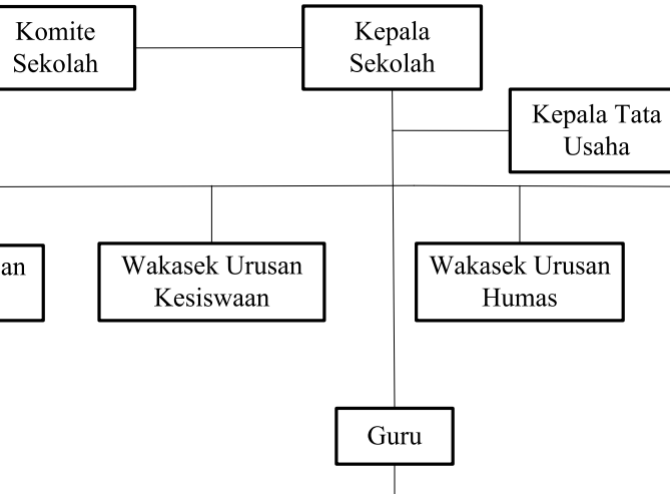 Komite
Sekolah
Kepala
Sekolah
Kepala Tata
Usaha
Wakasek Urusan
Kesiswaan
Wakasek Urusan
Humas
Guru